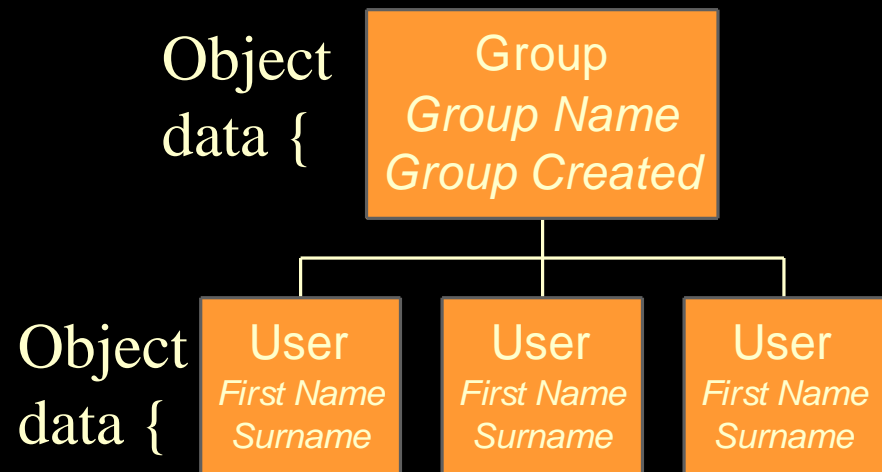 Object
data {
Group
Group Name
Group Created
Object
data {
User
First Name
Surname
User
First Name
Surname
User
First Name
Surname